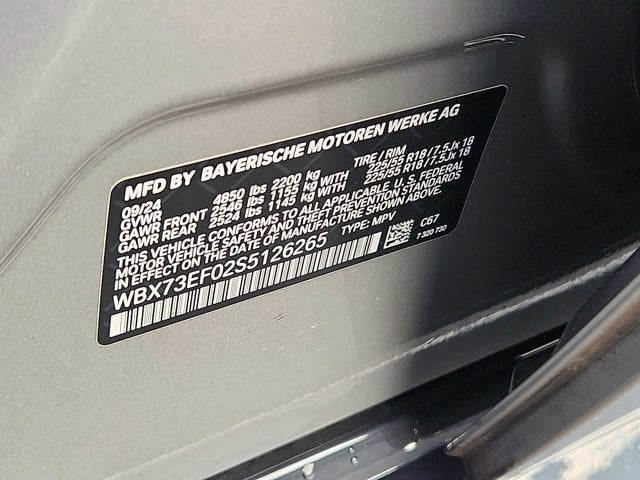 MFD BY BAYERISCHE MOTOREN WERKE AG
09/24 TIRE / RIM
GVWR 4850 lbs 2200 kg
GAWR FRONT 2546 lbs 1155 kg WITH 225/55 R18 / 7.5Jx 18
GAWR REAR 2524 lbs 1145 kg WITH 225/55 R18 / 7.5Jx 18
THIS VEHICLE CONFORMS TO ALL APPLICABLE U.S. FEDERAL
MOTOR VEHICLE SAFETY, BUMPER, AND THEFT PREVENTION STANDARDS
IN EFFECT ON THE DATE OF MANUFACTURE SHOWN ABOVE.
WBX73EF02S5126265 TYPE: MPV C67
7 320 730